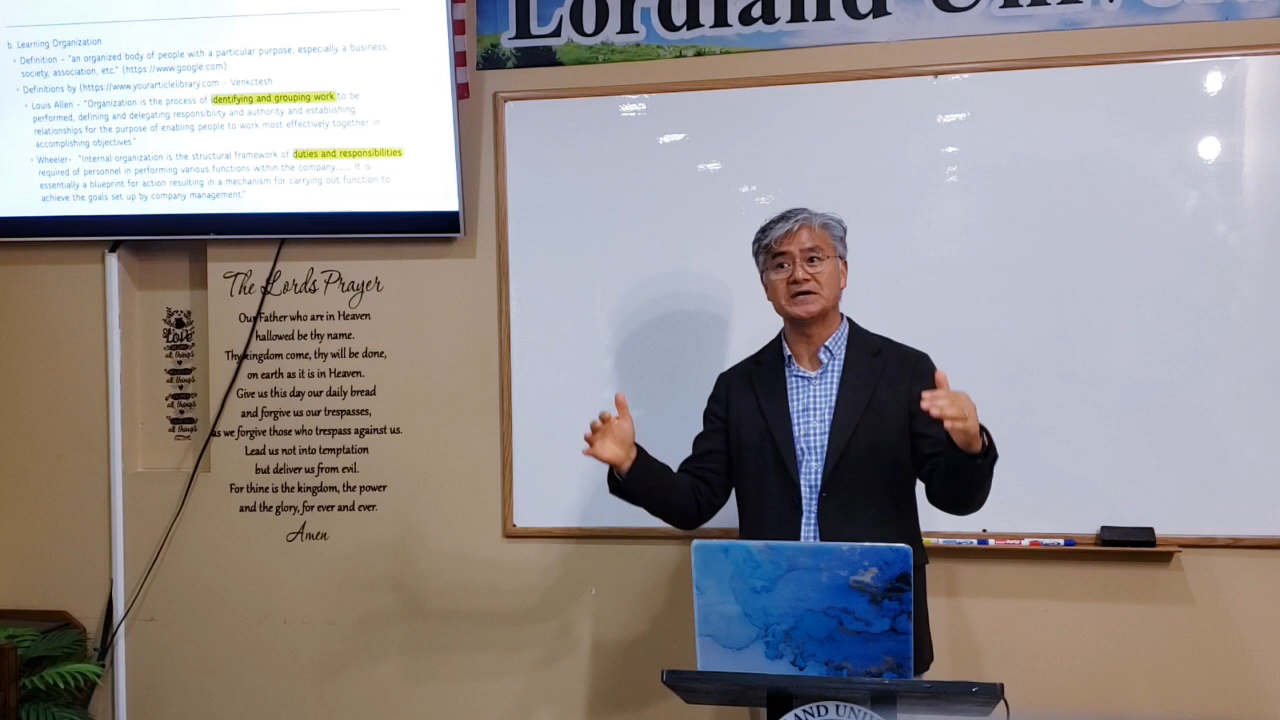 Lordland Univer
b. Learning Organization
Definition – "an organized body of people with a particular purpose, especially a business,
society, association, etc." (https://www.google.com)
Definitions by (https://www.yourarticlelibrary.com - Venkctesh
Louis Allen - "Organization is the process of identifying and grouping work to be
performed, defining and delegating responsibility and authority and establishing
relationships for the purpose of enabling people to work most effectively together in
accomplishing objectives"
Wheeler- "Internal organization is the structural framework of duties and responsibilities
required of personnel in performing various functions within the company..... It is
essentially a blueprint for action resulting in a mechanism for carrying out function to
achieve the goals set up by company management."
The Lord's Prayer
Our Father who are in Heaven
hallowed be thy name.
Thy kingdom come, thy will be done,
on earth as it is in Heaven.
Give us this day our daily bread
and forgive us our trespasses,
as we forgive those who trespass against us.
Lead us not into temptation
but deliver us from evil.
For thine is the kingdom, the power
and the glory, for ever and ever.
Amen
Love
all things
all things
all things
all things
AND UNI